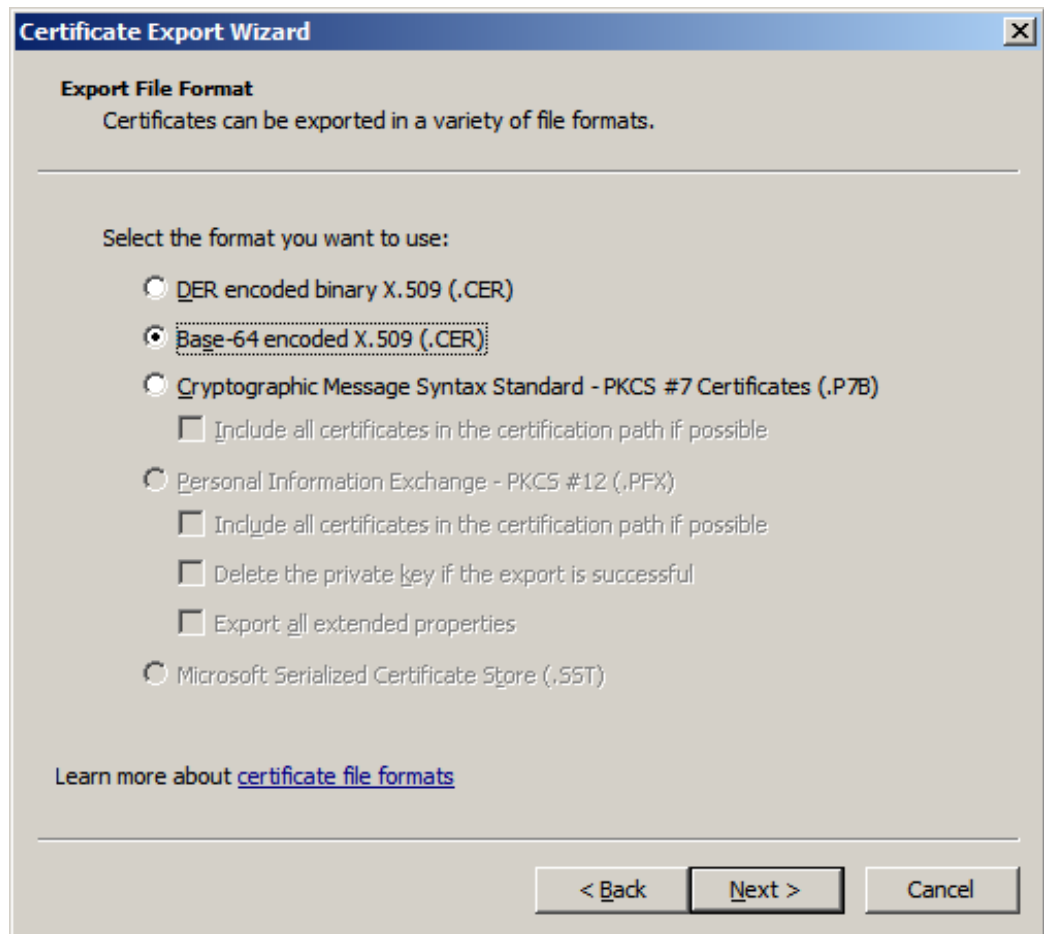 Certificate Export Wizard
Export File Format
Certificates can be exported in a variety of file formats.
Select the format you want to use:
DER encoded binary X.509 (.CER)
Base-64 encoded X.509 (.CER)
Cryptographic Message Syntax Standard - PKCS #7 Certificates (.P7B)
Include all certificates in the certification path if possible
Personal Information Exchange - PKCS #12 (.PFX)
Include all certificates in the certification path if possible
Delete the private key if the export is successful
Export all extended properties
Microsoft Serialized Certificate Store (.SST)
Learn more about certificate file formats
< Back Next > Cancel